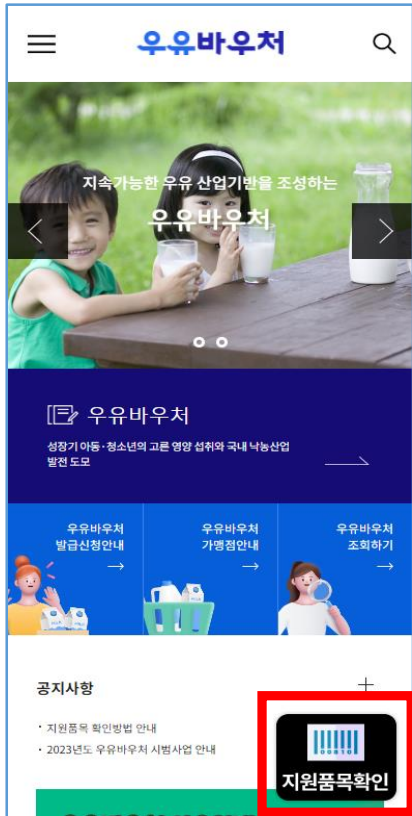 우유바우처
지속가능한 우유 산업기반을 조성하는
우유바우처
우유바우처
성장기 아동·청소년의 고른 영양 섭취와 국내 낙농산업
발전 도모
우유바우처
발급신청안내
우유바우처
가맹점안내
우유바우처
조회하기
공지사항
· 지원품목 확인방법 안내
· 2023년도 우유바우처 시범사업 안내
00810
지원품목확인